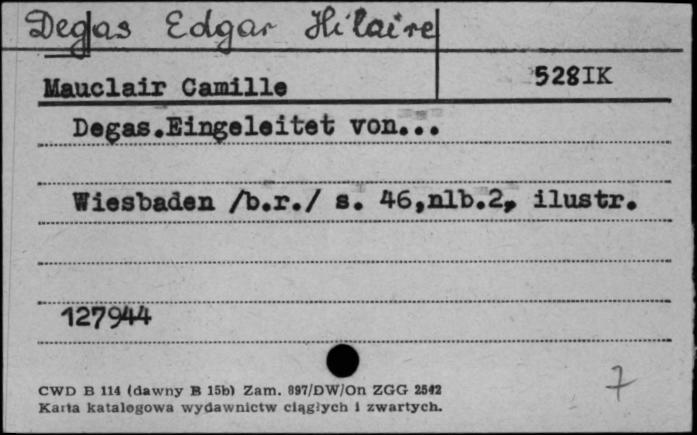 Degas Edgar Hilaire
Mauclair Camille
528IK
Degas.Eingeleitet von...
Wiesbaden /b.r./ s. 46,nlb.2, ilustr.
127944
7
CWD B 114 (dawny B 15b) Zam. 897/DW/On ZGG 2542
Karta katalogowa wydawnictw ciągłych i zwartych.